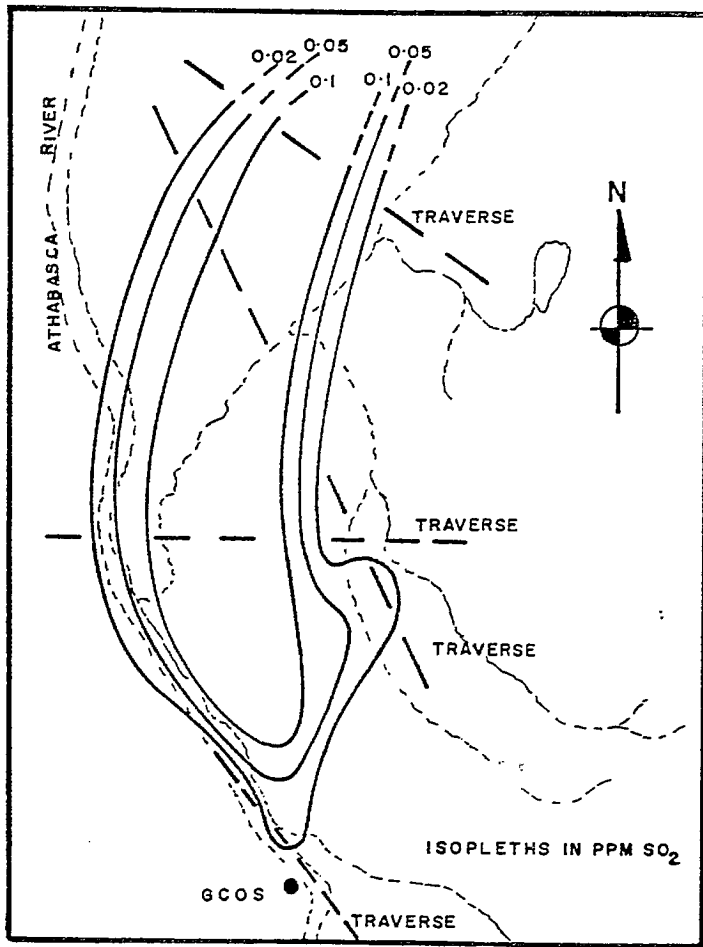 0.02
0.05
0.1
0.05
0.1
0.02
ATHABASCA RIVER
N
TRAVERSE
TRAVERSE
TRAVERSE
ISOPLETHS IN PPM SO₂
GCOS
TRAVERSE